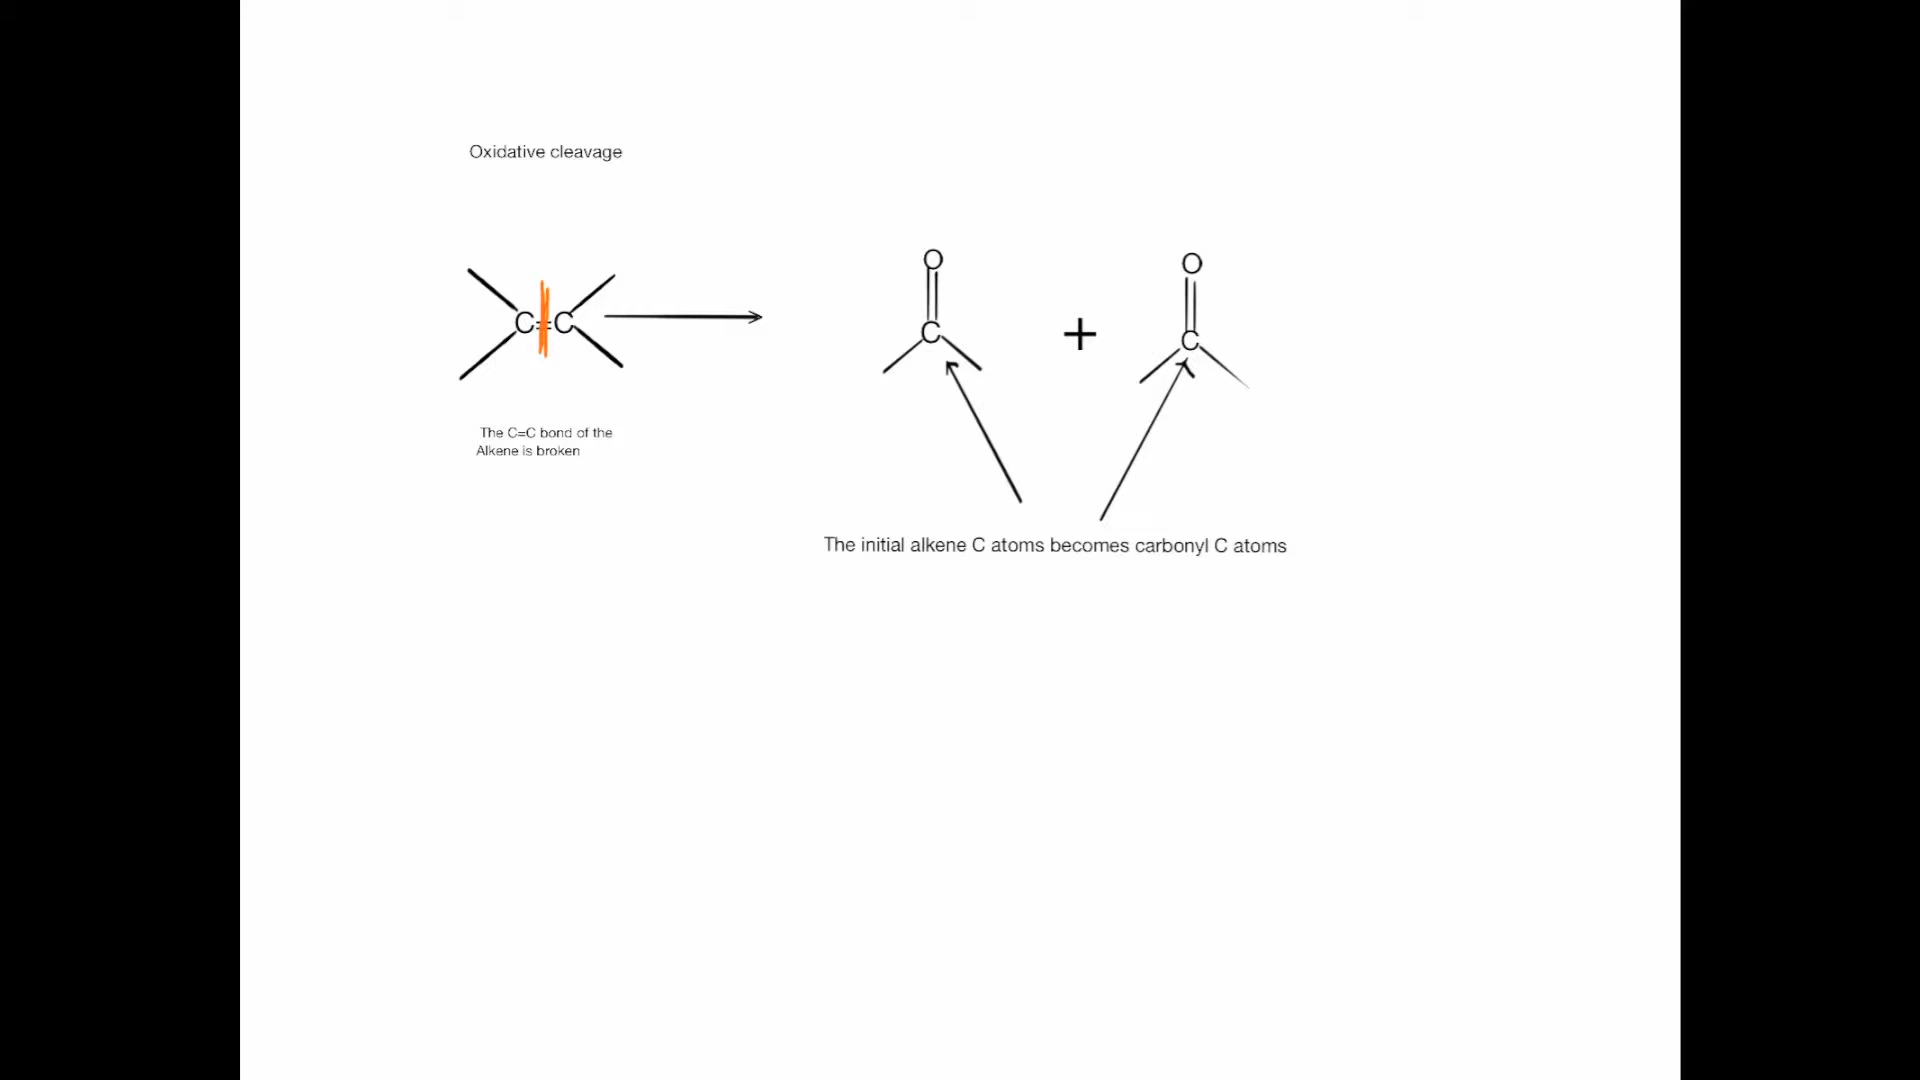 Oxidative cleavage
O
O
C=C
C
+
C
The C=C bond of the
Alkene is broken
The initial alkene C atoms becomes carbonyl C atoms